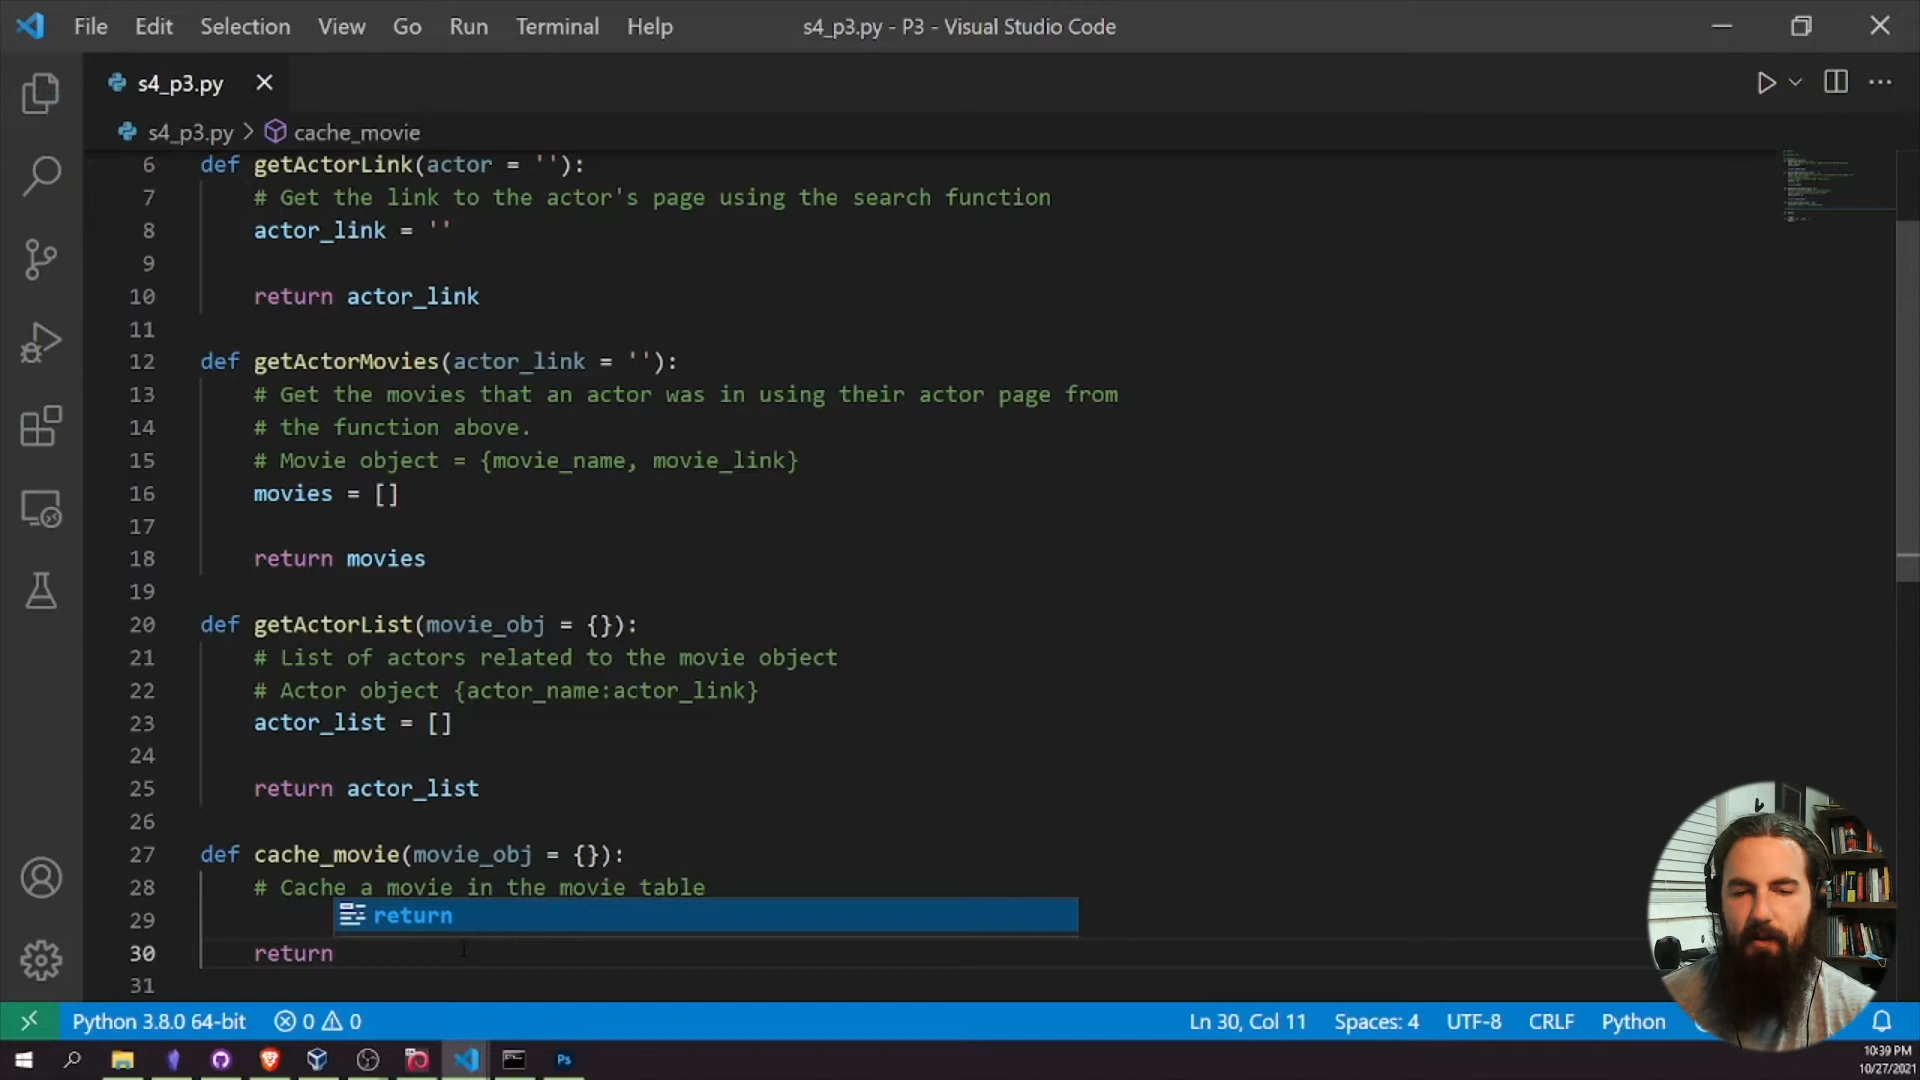 File Edit Selection View Go Run Terminal Help s4_p3.py - P3 - Visual Studio Code
s4_p3.py
s4_p3.py > cache_movie
6 def getActorLink(actor = ''):
7 # Get the link to the actor's page using the search function
8 actor_link = ''
9
10 return actor_link
11
12 def getActorMovies(actor_link = ''):
13 # Get the movies that an actor was in using their actor page from
14 # the function above.
15 # Movie object = {movie_name, movie_link}
16 movies = []
17
18 return movies
19
20 def getActorList(movie_obj = {}):
21 # List of actors related to the movie object
22 # Actor object {actor_name:actor_link}
23 actor_list = []
24
25 return actor_list
26
27 def cache_movie(movie_obj = {}):
28 # Cache a movie in the movie table
29 return
30 return
31
Python 3.8.0 64-bit 0 0 Ln 30, Col 11 Spaces: 4 UTF-8 CRLF Python
Ps
10:39 PM
10/27/2021